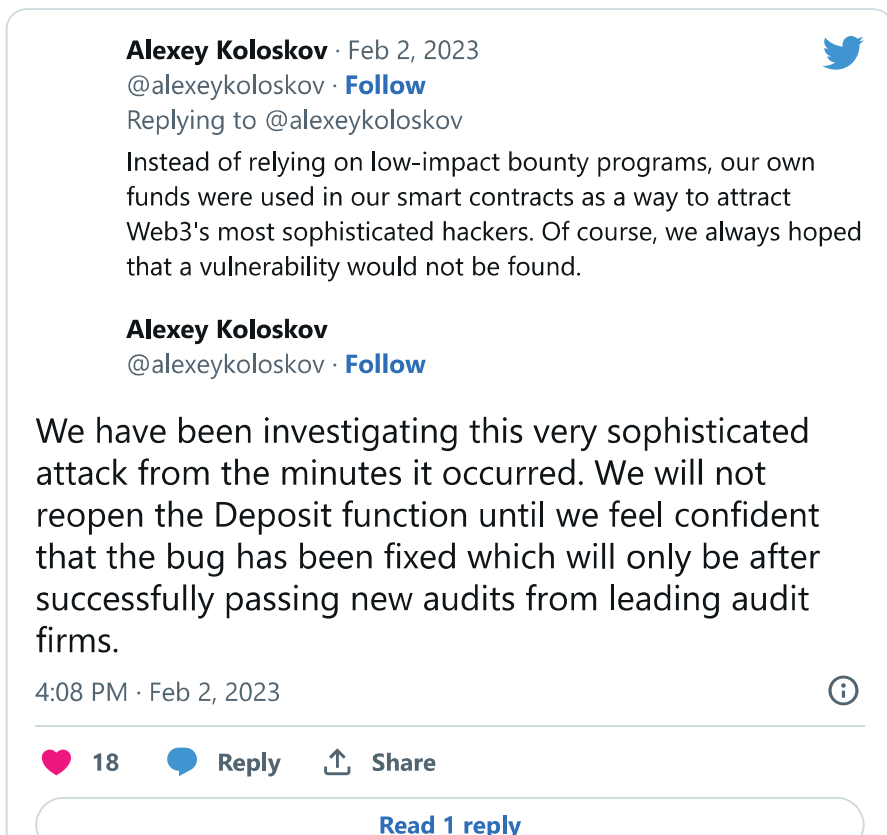 Alexey Koloskov · Feb 2, 2023
@alexeykoloskov · Follow
Replying to @alexeykoloskov
Instead of relying on low-impact bounty programs, our own
funds were used in our smart contracts as a way to attract
Web3's most sophisticated hackers. Of course, we always hoped
that a vulnerability would not be found.
Alexey Koloskov
@alexeykoloskov · Follow
We have been investigating this very sophisticated
attack from the minutes it occurred. We will not
reopen the Deposit function until we feel confident
that the bug has been fixed which will only be after
successfully passing new audits from leading audit
firms.
4:08 PM · Feb 2, 2023
18 Reply Share
Read 1 reply